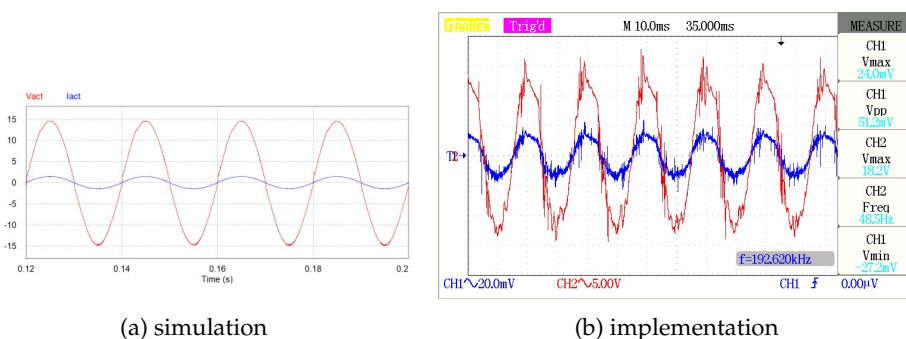 Vact Iact
15
10
5
0
-5
-10
-15
0.12 0.14 0.16 0.18 0.2
Time (s)
(a) simulation
GRATTEN Trig'd M 10.0ms 35.000ms MEASURE
CH1
Vmax
24.0mV
CH1
Vpp
51.2mV
CH2
Vmax
18.2V
CH2
Freq
48.5Hz
CH1
Vmin
-27.2mV
f=192.620kHz
CH1 20.0mV CH2 5.00V CH1 0.00μV
(b) implementation